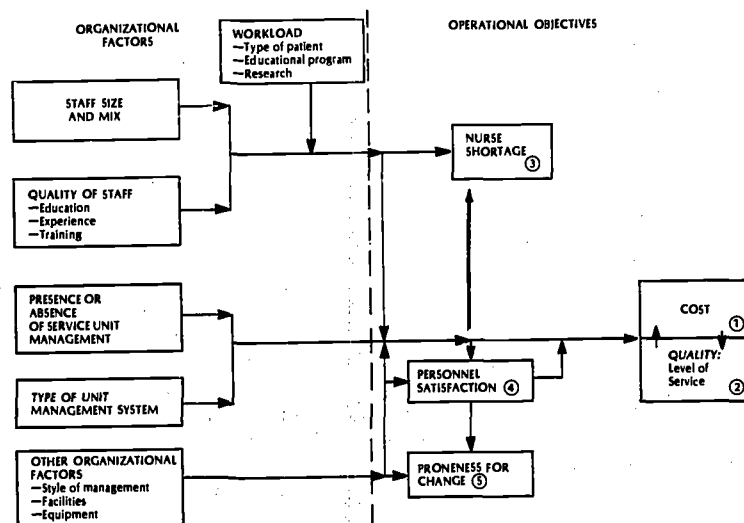 ORGANIZATIONAL
FACTORS
WORKLOAD
—Type of patient
—Educational program
—Research
OPERATIONAL OBJECTIVES
STAFF SIZE
AND MIX
NURSE
SHORTAGE
③
QUALITY OF STAFF
—Education
—Experience
—Training
PRESENCE OR
ABSENCE
OF SERVICE UNIT
MANAGEMENT
COST
①
QUALITY:
Level of
Service
②
PERSONNEL
SATISFACTION ④
TYPE OF UNIT
MANAGEMENT SYSTEM
OTHER ORGANIZATIONAL
FACTORS
—Style of management
—Facilities
—Equipment
PRONENESS FOR
CHANGE ⑤